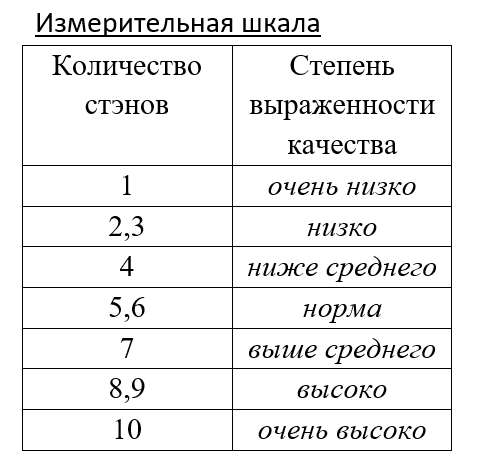 Измерительная шкала
Количество стэнов
Степень выраженности качества
1 очень низко
2,3 низко
4 ниже среднего
5,6 норма
7 выше среднего
8,9 высоко
10 очень высоко